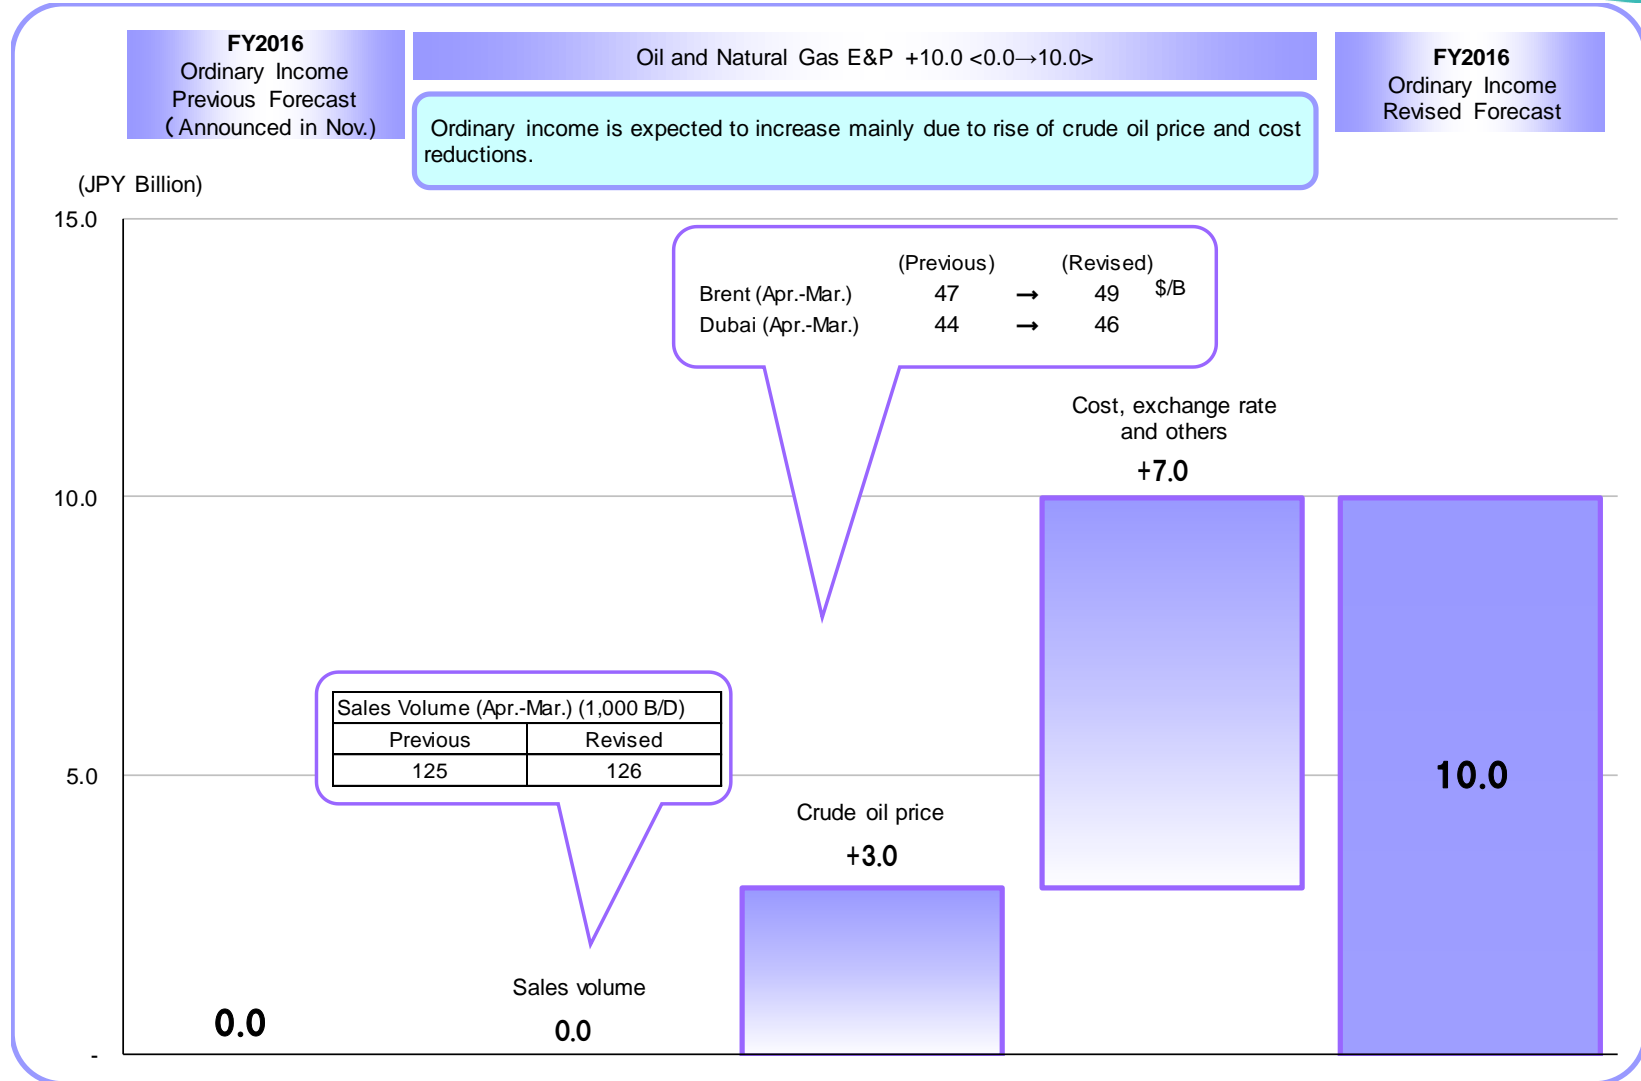 FY2016
Ordinary Income
Previous Forecast
(Announced in Nov.)
Oil and Natural Gas E&P +10.0 <0.0→10.0>
FY2016
Ordinary Income
Revised Forecast
Ordinary income is expected to increase mainly due to rise of crude oil price and cost
reductions.
(JPY Billion)
15.0
(Previous) (Revised)
Brent (Apr.-Mar.) 47 → 49 $/B
Dubai (Apr.-Mar.) 44 → 46
Cost, exchange rate
and others
+7.0
10.0
Sales Volume (Apr.-Mar.) (1,000 B/D)
Previous Revised
125 126
5.0
10.0
Crude oil price
+3.0
Sales volume
0.0
0.0
-